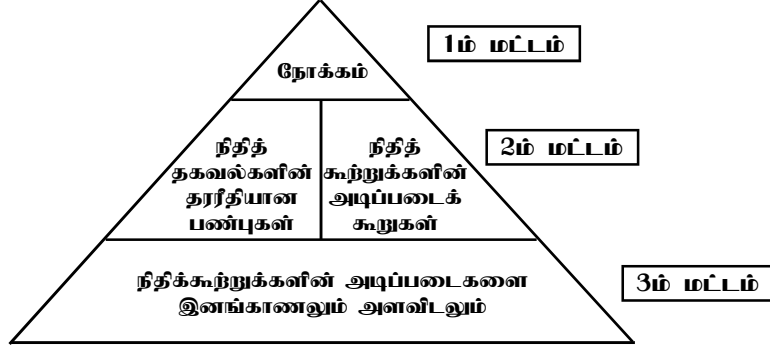 1ம் மட்டம்
நோக்கம்
நிதித்
தகவல்களின்
தரரீதியான
பண்புகள்
நிதித்
கூற்றுக்களின்
அடிப்படைக்
கூறுகள்
2ம் மட்டம்
நிதிக்கூற்றுக்களின் அடிப்படைகளை
இனங்காணலும் அளவிடலும்
3ம் மட்டம்